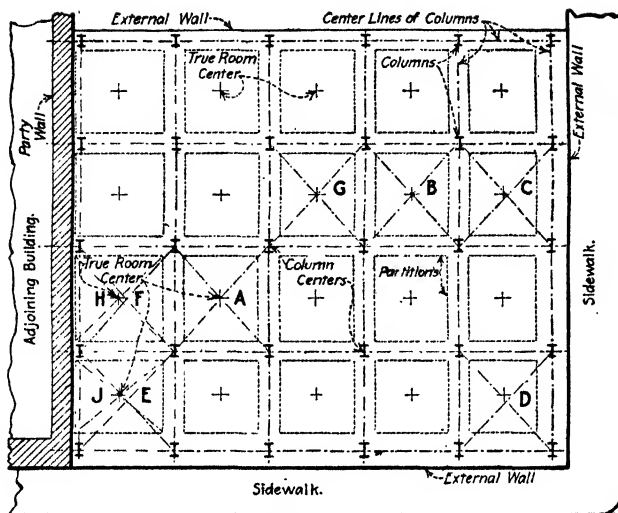 External Wall
Center Lines of Columns
True Room
Center
Columns
External Wall
Party
Wall
G
B
C
Adjoining Building.
Sidewalk.
True Room
Center
H
F
A
Column
Centers
Partitions
J
E
D
External Wall
Sidewalk.